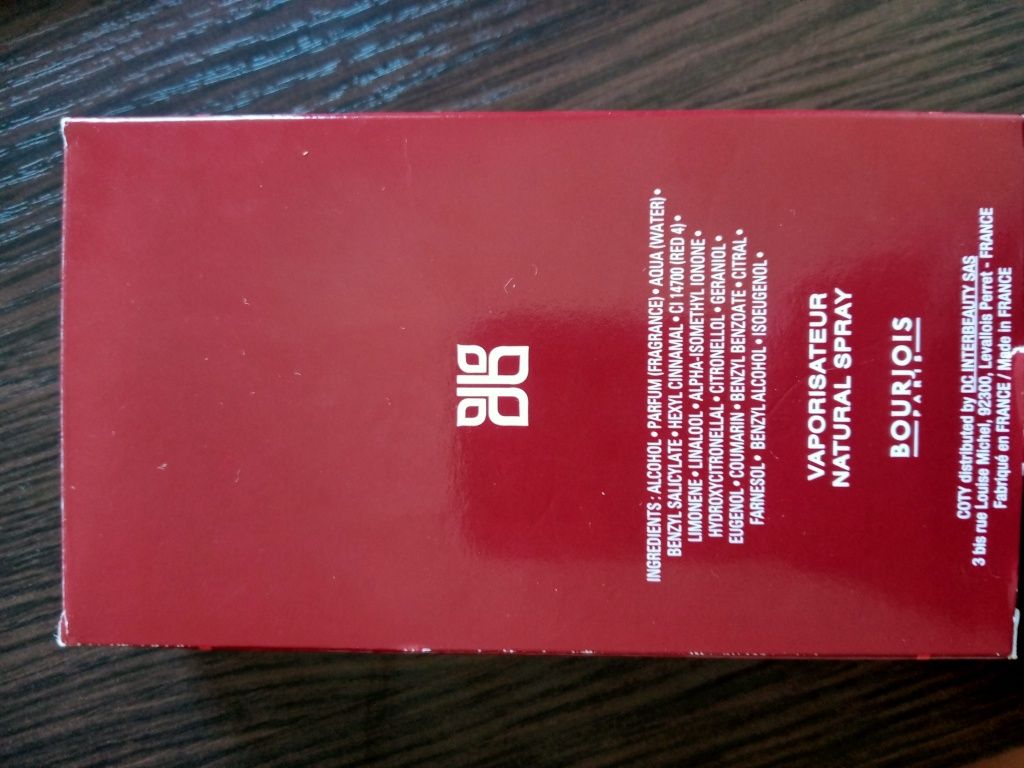 INGREDIENTS : ALCOHOL • PARFUM (FRAGRANCE) • AQUA (WATER) •
BENZYL SALICYLATE • HEXYL CINNAMAL • CI 14700 (RED 4) •
LIMONENE • LINALOOL • ALPHA-ISOMETHYL IONONE •
HYDROXYCITRONELLAL • CITRONELLOL • GERANIOL •
EUGENOL • COUMARIN • BENZYL BENZOATE • CITRAL •
FARNESOL • BENZYL ALCOHOL • ISOEUGENOL •
VAPORISATEUR
NATURAL SPRAY
BOURJOIS
PARIS
COTY distributed by DC INTERBEAUTY SAS
3 bis rue Louise Michel, 92300, Levallois Perret - FRANCE
Fabriqué en FRANCE / Made in FRANCE